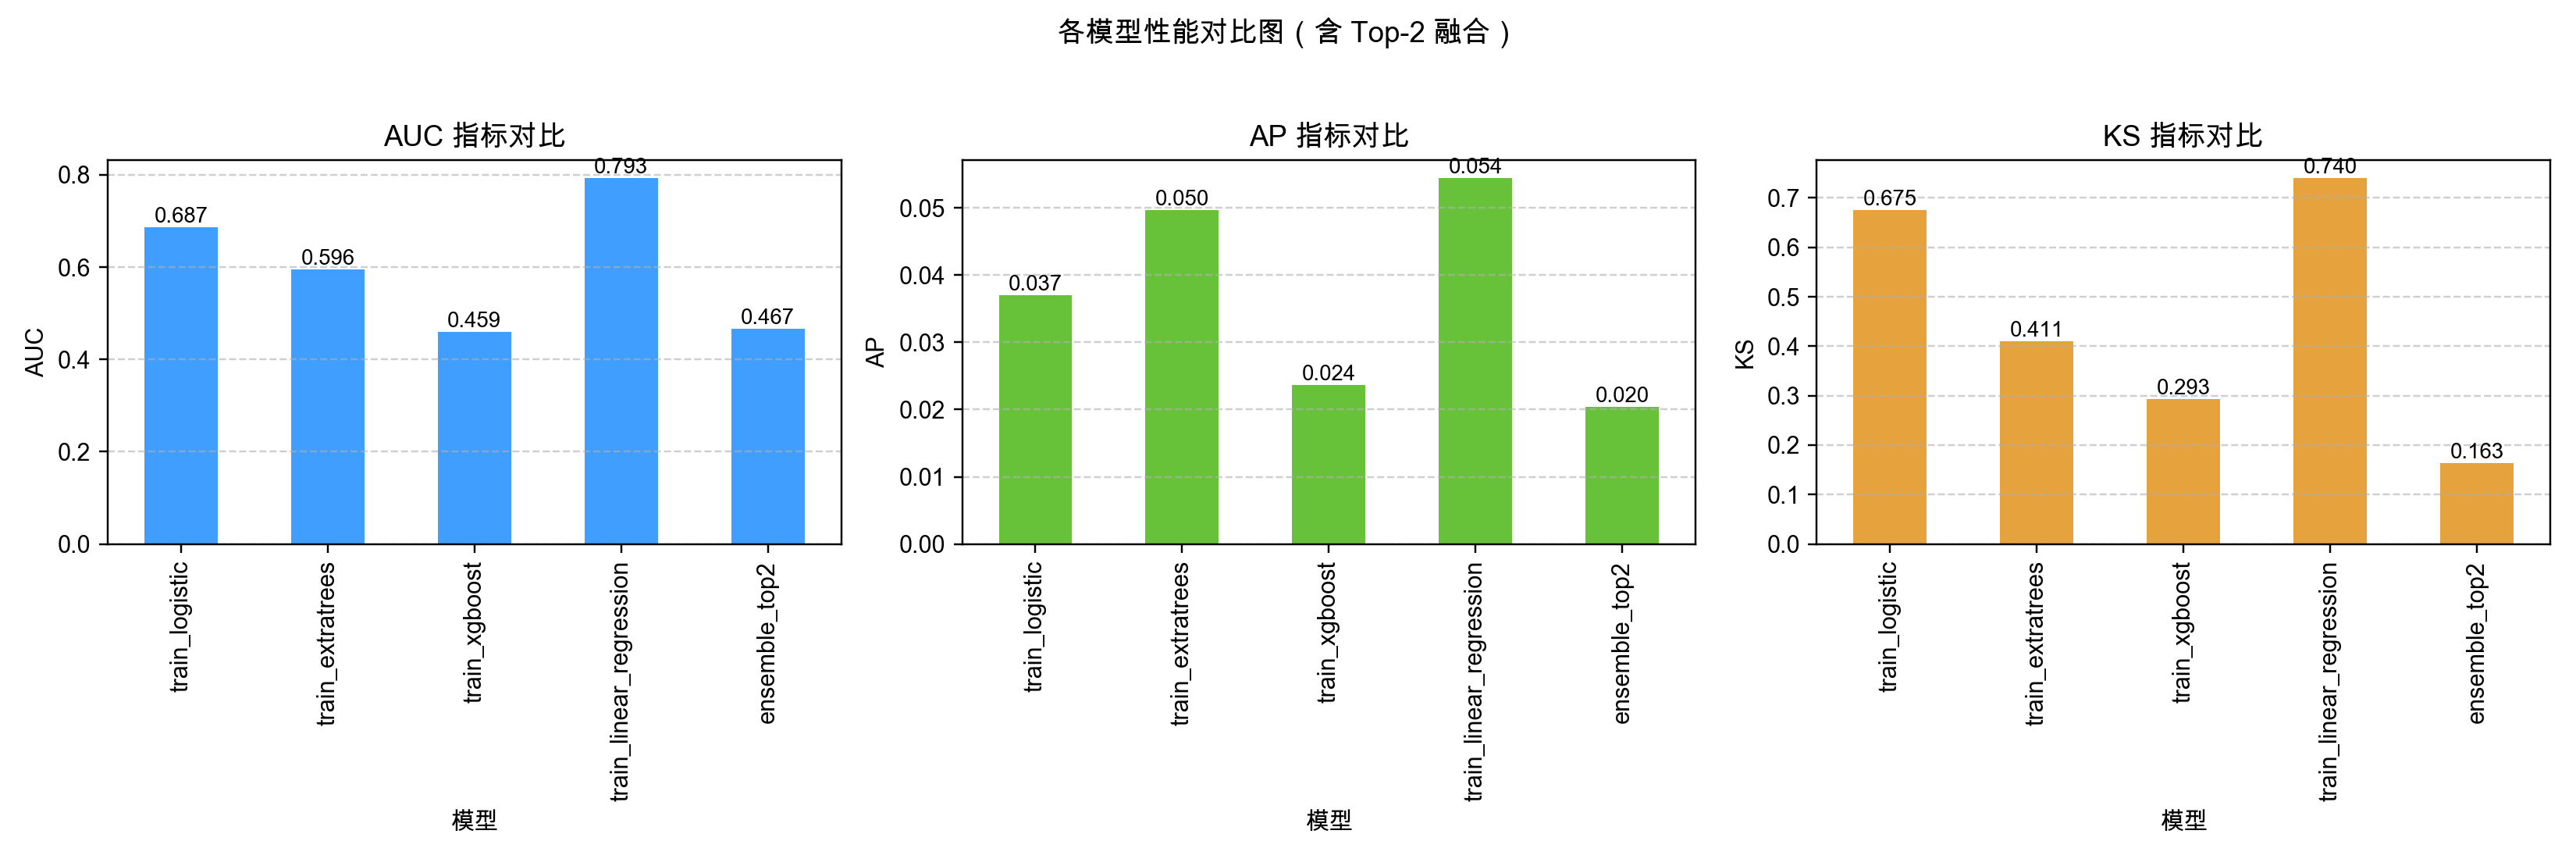 各模型性能对比图（含 Top-2 融合）
AUC 指标对比
AUC
0.8
0.6
0.4
0.2
0.0
0.687
0.596
0.459
0.793
0.467
train_logistic
train_extratrees
train_xgboost
train_linear_regression
ensemble_top2
模型
AP 指标对比
AP
0.05
0.04
0.03
0.02
0.01
0.00
0.037
0.050
0.024
0.054
0.020
train_logistic
train_extratrees
train_xgboost
train_linear_regression
ensemble_top2
模型
KS 指标对比
KS
0.7
0.6
0.5
0.4
0.3
0.2
0.1
0.0
0.675
0.411
0.293
0.740
0.163
train_logistic
train_extratrees
train_xgboost
train_linear_regression
ensemble_top2
模型